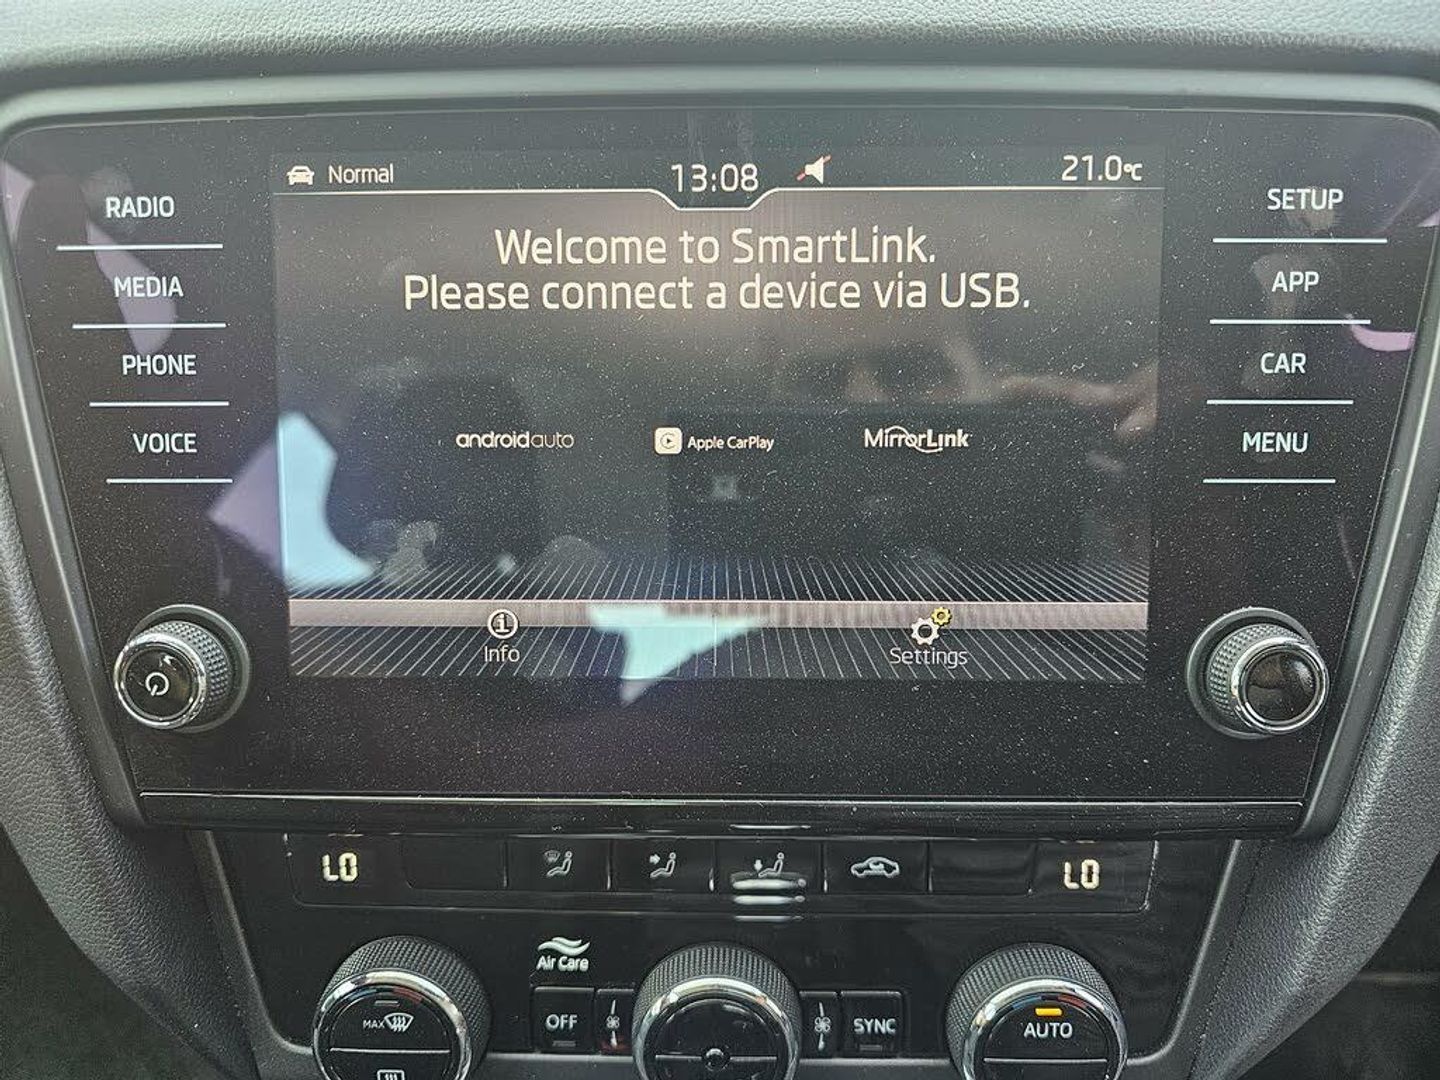 Normal
13:08
21.0°C
RADIO
MEDIA
PHONE
VOICE
Welcome to SmartLink.
Please connect a device via USB.
androidauto
Apple CarPlay
MirrorLink
Info
Settings
SETUP
APP
CAR
MENU
LO
LO
Air Care
MAX
OFF
SYNC
AUTO